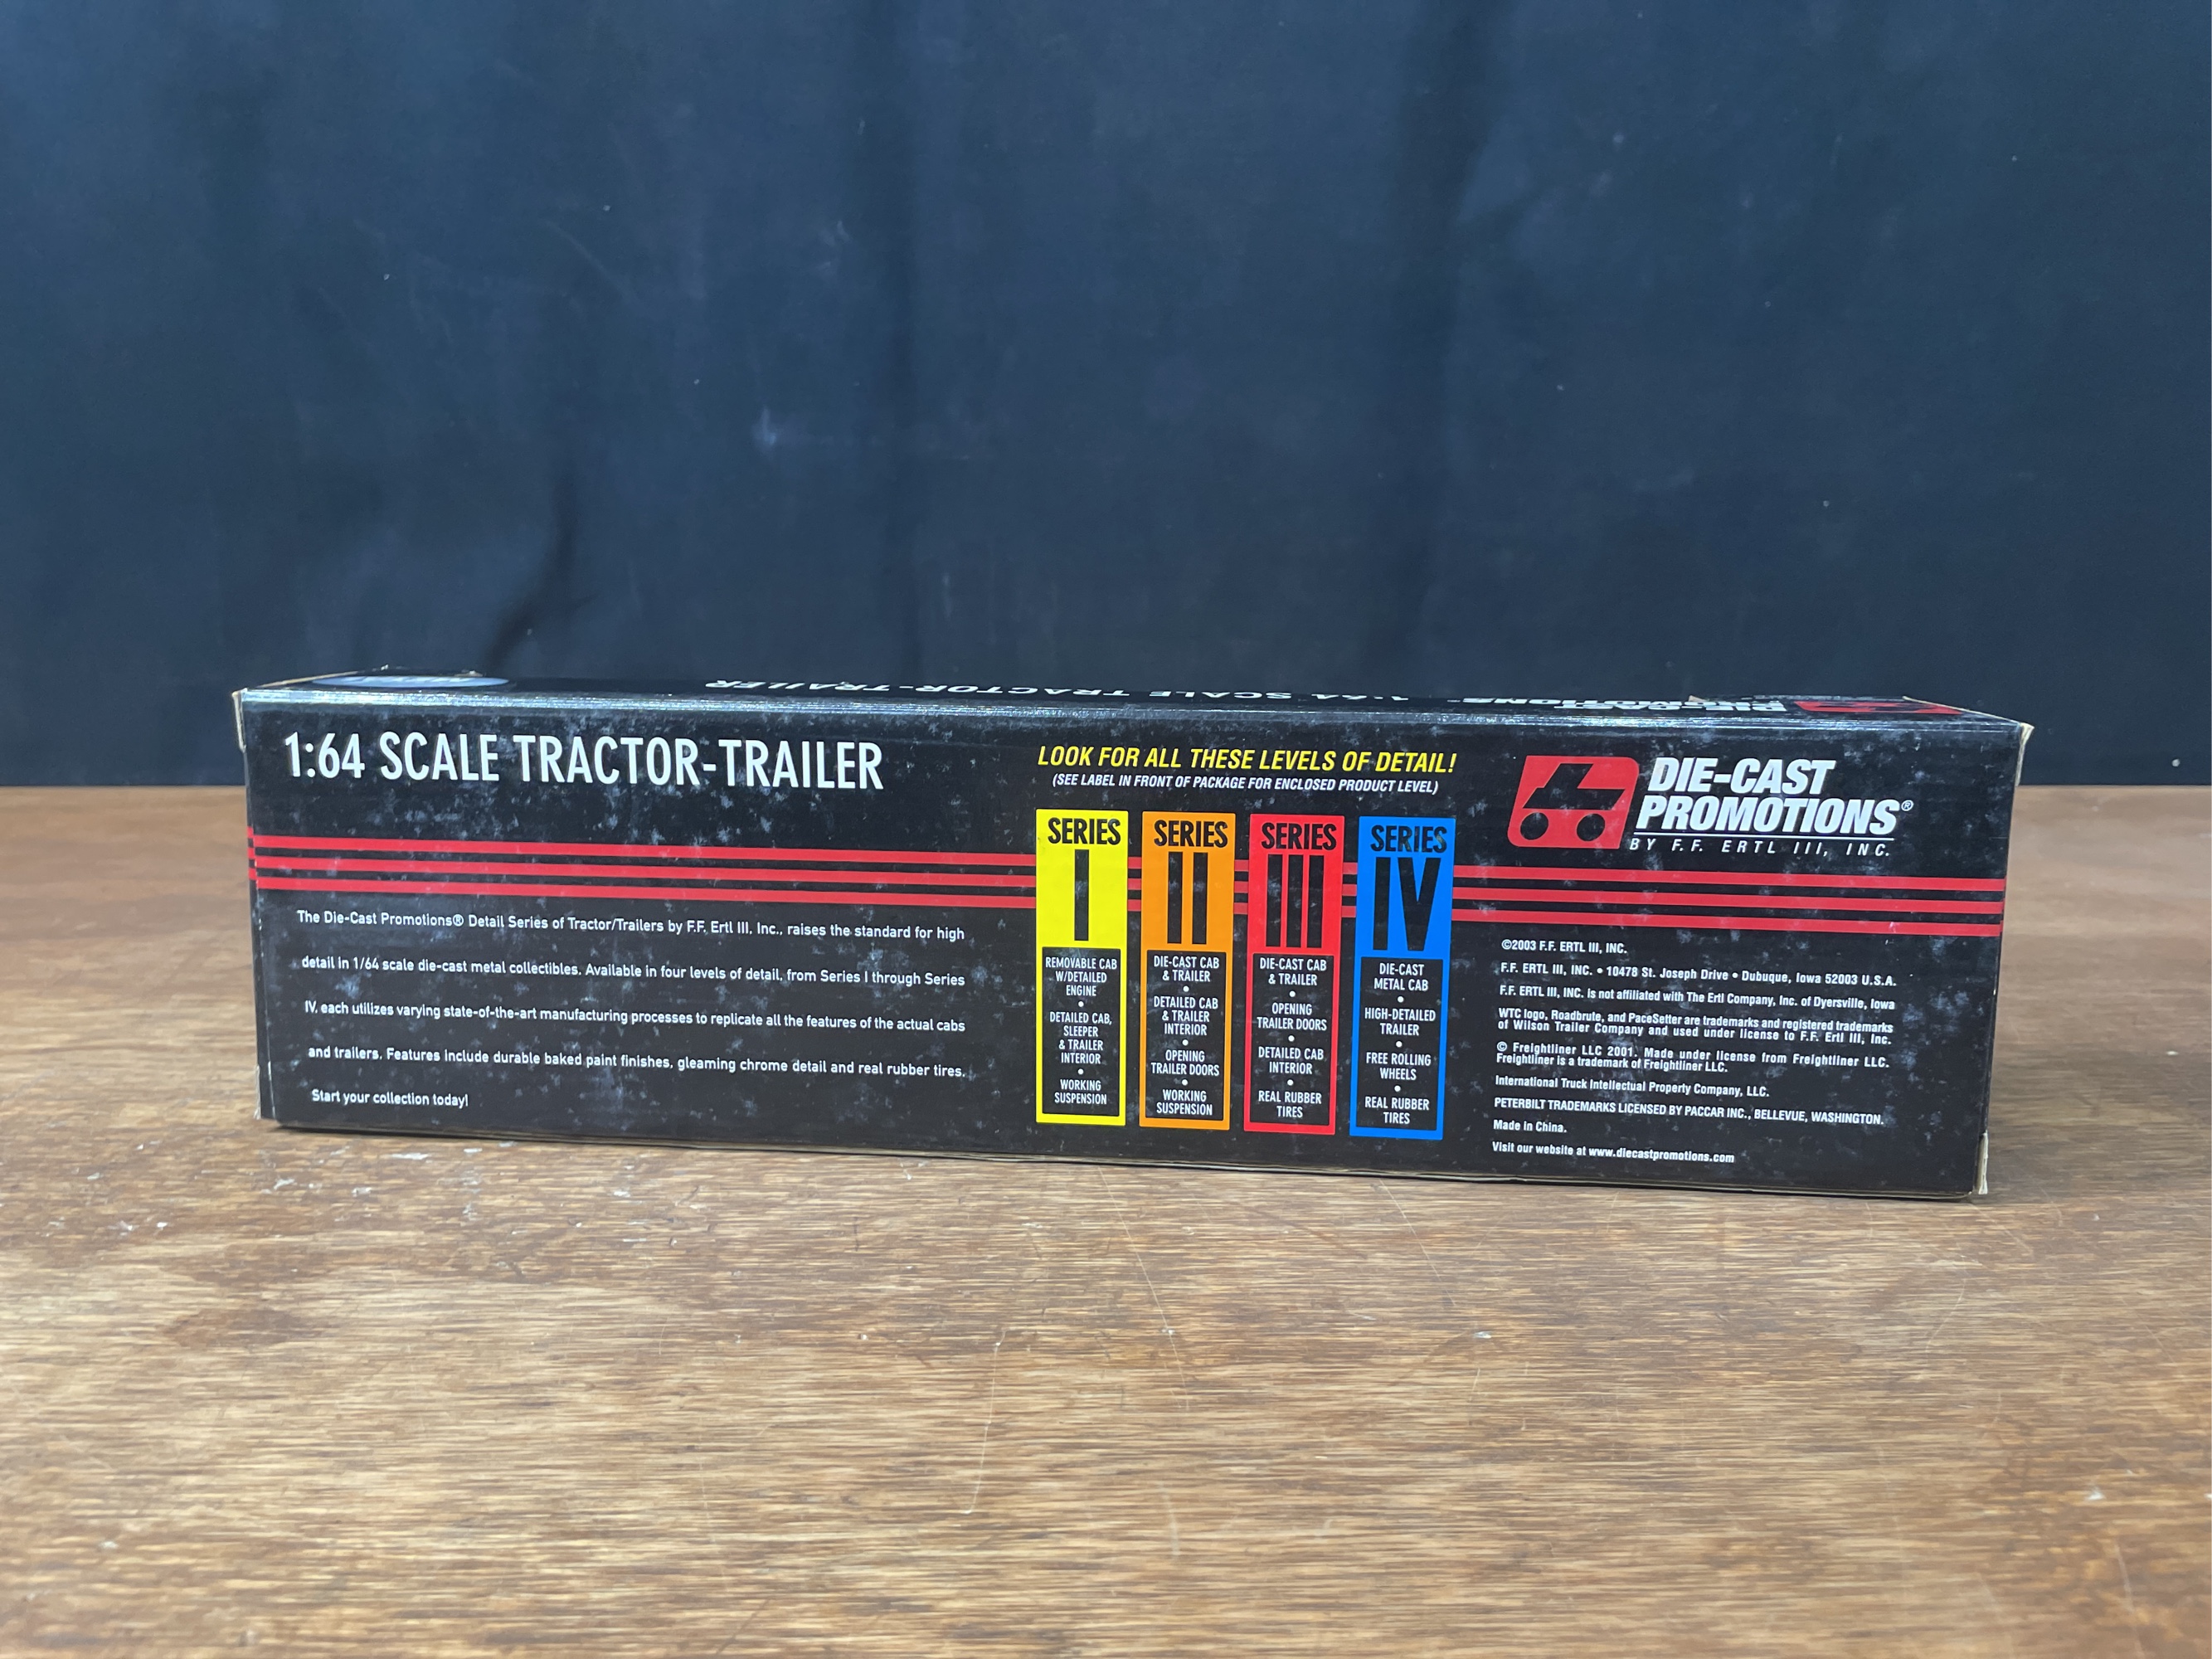 1:64 SCALE TRACTOR-TRAILER
DIE-CAST
PROMOTIONS
1:64 SCALE TRACTOR-TRAILER
The Die-Cast Promotions® Detail Series of Tractor/Trailers by F.F. Ertl III. Inc., raises the standard for high
detail in 1/64 scale die-cast metal collectibles. Available in four levels of detail, from Series I through Series
IV, each utilizes varying state-of-the-art manufacturing processes to replicate all the features of the actual cabs
and trailers. Features include durable baked paint finishes, gleaming chrome detail and real rubber tires.
Start your collection today!
LOOK FOR ALL THESE LEVELS OF DETAIL!
(SEE LABEL IN FRONT OF PACKAGE FOR ENCLOSED PRODUCT LEVEL)
SERIES
I
REMOVABLE CAB
W/DETAILED
ENGINE
•
DETAILED CAB,
SLEEPER
& TRAILER
INTERIOR
•
WORKING
SUSPENSION
SERIES
II
DIE-CAST CAB
& TRAILER
•
DETAILED CAB
& TRAILER
INTERIOR
•
OPENING
TRAILER DOORS
•
WORKING
SUSPENSION
SERIES
III
DIE-CAST CAB
& TRAILER
•
OPENING
TRAILER DOORS
•
DETAILED CAB
INTERIOR
•
REAL RUBBER
TIRES
SERIES
IV
DIE-CAST
METAL CAB
•
HIGH-DETAILED
TRAILER
•
FREE ROLLING
WHEELS
•
REAL RUBBER
TIRES
DIE-CAST
PROMOTIONS®
BY F.F. ERTL III, INC.
©2003 F.F. ERTL III, INC.
F.F. ERTL III, INC. • 10478 St. Joseph Drive • Dubuque, Iowa 52003 U.S.A.
F.F. ERTL III, INC. is not affiliated with The Ertl Company, Inc. of Dyersville, Iowa
WTC logo, Roadbrute, and PaceSetter are trademarks and registered trademarks
of Wilson Trailer Company and used under license to F.F. Ertl III, Inc.
© Freightliner LLC 2001. Made under license from Freightliner LLC.
Freightliner is a trademark of Freightliner LLC.
International Truck Intellectual Property Company, LLC.
PETERBILT TRADEMARKS LICENSED BY PACCAR INC., BELLEVUE, WASHINGTON.
Made in China.
Visit our website at www.diecastpromotions.com